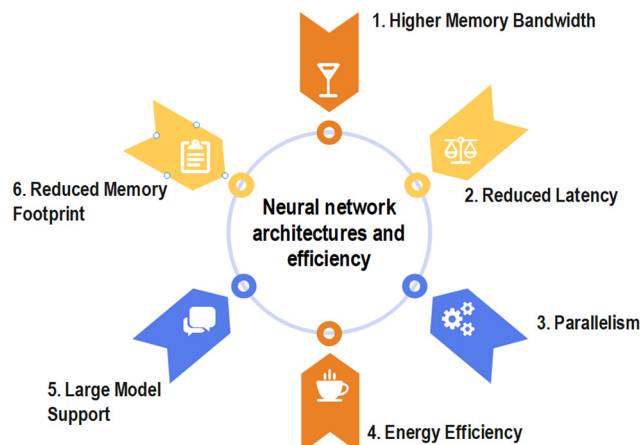 1. Higher Memory Bandwidth
2. Reduced Latency
3. Parallelism
4. Energy Efficiency
5. Large Model
Support
6. Reduced Memory
Footprint
Neural network
architectures and
efficiency